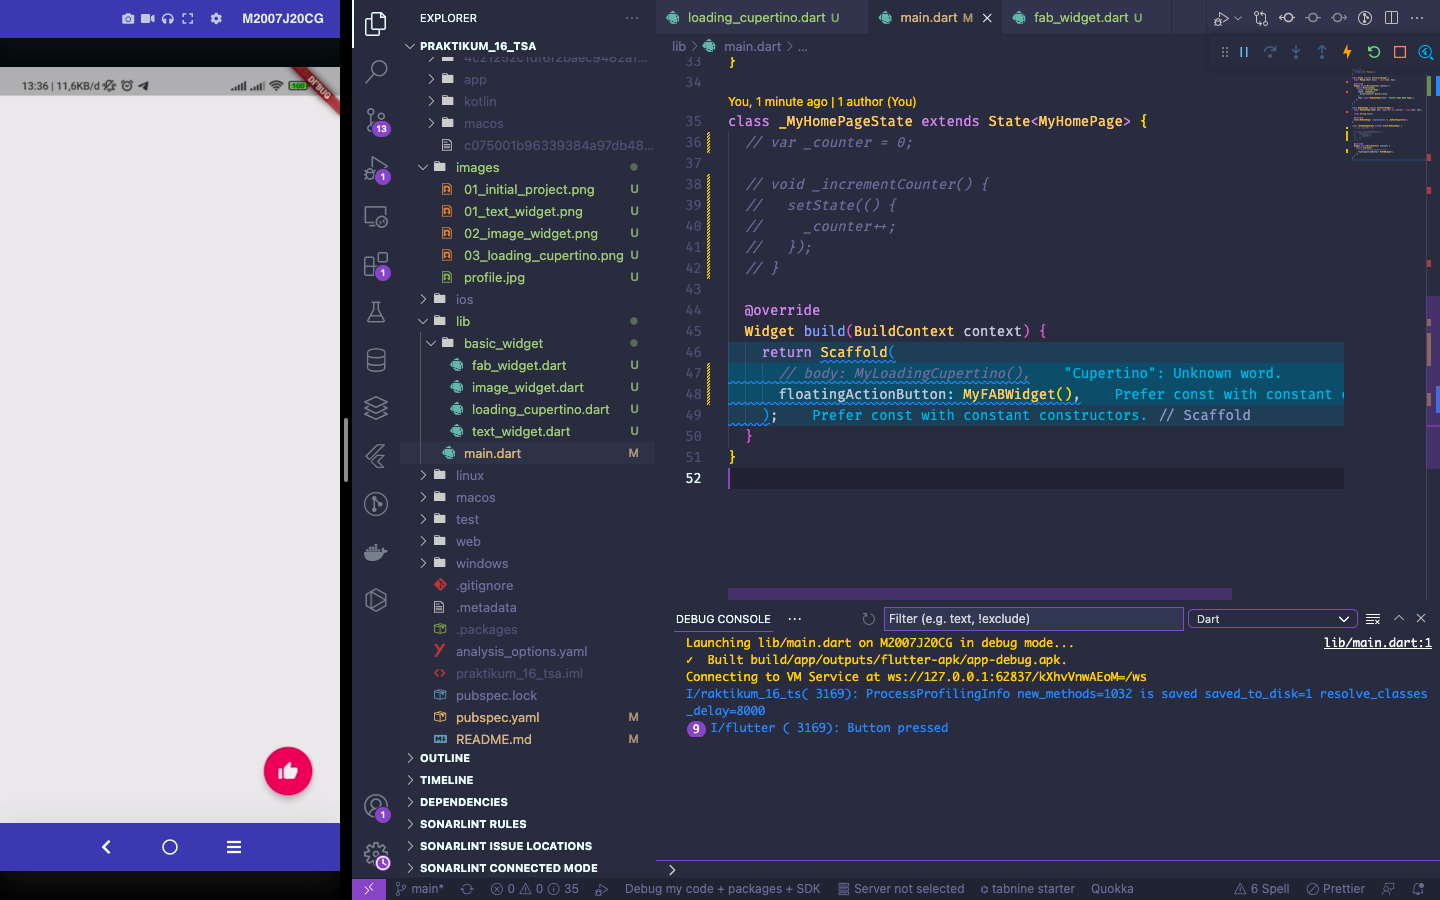 M2007J20CG
13:36 | 11,6KB/d
100
DEBUG
EXPLORER
PRAKTIKUM_16_TSA
4c21252c1df6f2baec9482a1...
app
kotlin
macos
c075001b96339384a97db48...
images
01_initial_project.png U
01_text_widget.png U
02_image_widget.png U
03_loading_cupertino.png U
profile.jpg U
ios
lib
basic_widget
fab_widget.dart U
image_widget.dart U
loading_cupertino.dart U
text_widget.dart U
main.dart M
linux
macos
test
web
windows
.gitignore
.metadata
.packages
analysis_options.yaml
praktikum_16_tsa.iml
pubspec.lock
pubspec.yaml M
README.md M
OUTLINE
TIMELINE
DEPENDENCIES
SONARLINT RULES
SONARLINT ISSUE LOCATIONS
SONARLINT CONNECTED MODE
13
1
1
1
loading_cupertino.dart U
main.dart M
fab_widget.dart U
lib > main.dart > ...
33 }
34
You, 1 minute ago | 1 author (You)
35 class _MyHomePageState extends State<MyHomePage> {
36 // var _counter = 0;
37
38 // void _incrementCounter() {
39 //   setState(() {
40 //     _counter++;
41 //   });
42 // }
43
44 @override
45 Widget build(BuildContext context) {
46 return Scaffold(
47 // body: MyLoadingCupertino(), "Cupertino": Unknown word.
48 floatingActionButton: MyFABWidget(), Prefer const with constant c
49 ); Prefer const with constant constructors. // Scaffold
50 }
51 }
52
DEBUG CONSOLE
Filter (e.g. text, !exclude)
Dart
Launching lib/main.dart on M2007J20CG in debug mode... lib/main.dart:1
✓ Built build/app/outputs/flutter-apk/app-debug.apk.
Connecting to VM Service at ws://127.0.0.1:62837/kXhvVnwAEoM=/ws
I/raktikum_16_ts( 3169): ProcessProfilingInfo new_methods=1032 is saved saved_to_disk=1 resolve_classes
_delay=8000
9 I/flutter ( 3169): Button pressed
main* 0 0 35 Debug my code + packages + SDK Server not selected tabnine starter Quokka 6 Spell Prettier